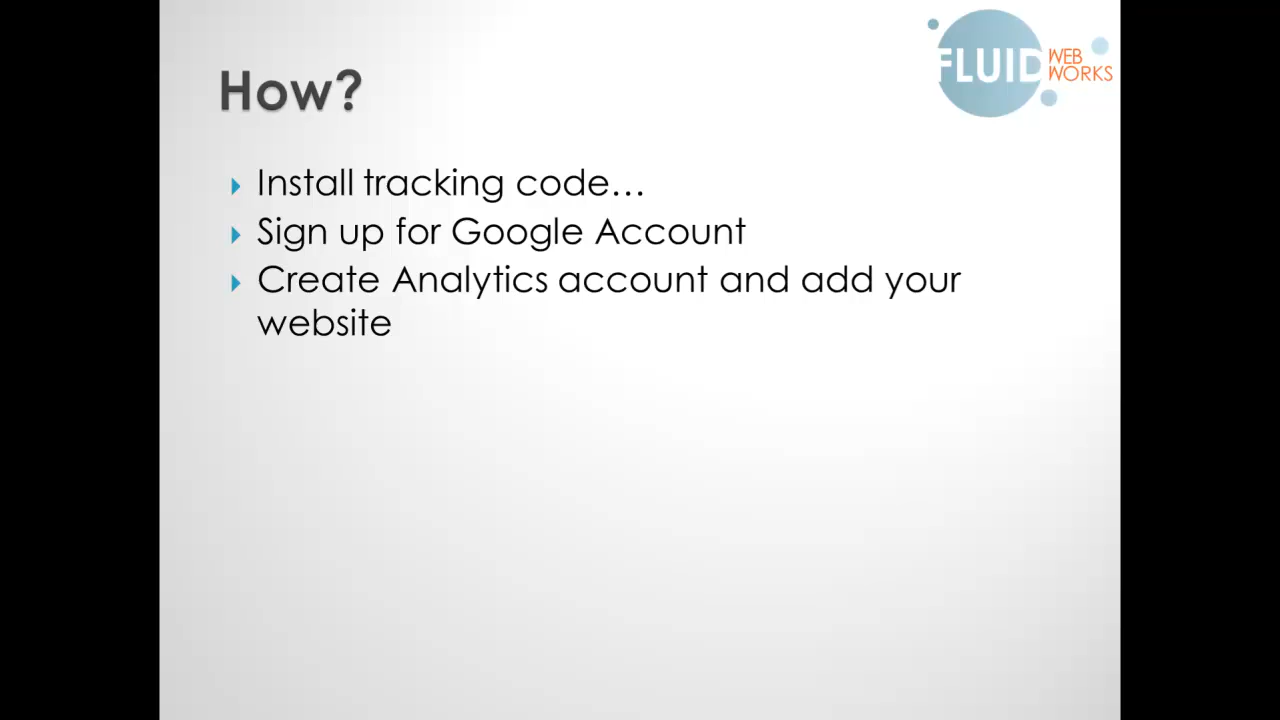 FLUID WEB
WORKS
How?
Install tracking code…
Sign up for Google Account
Create Analytics account and add your
website